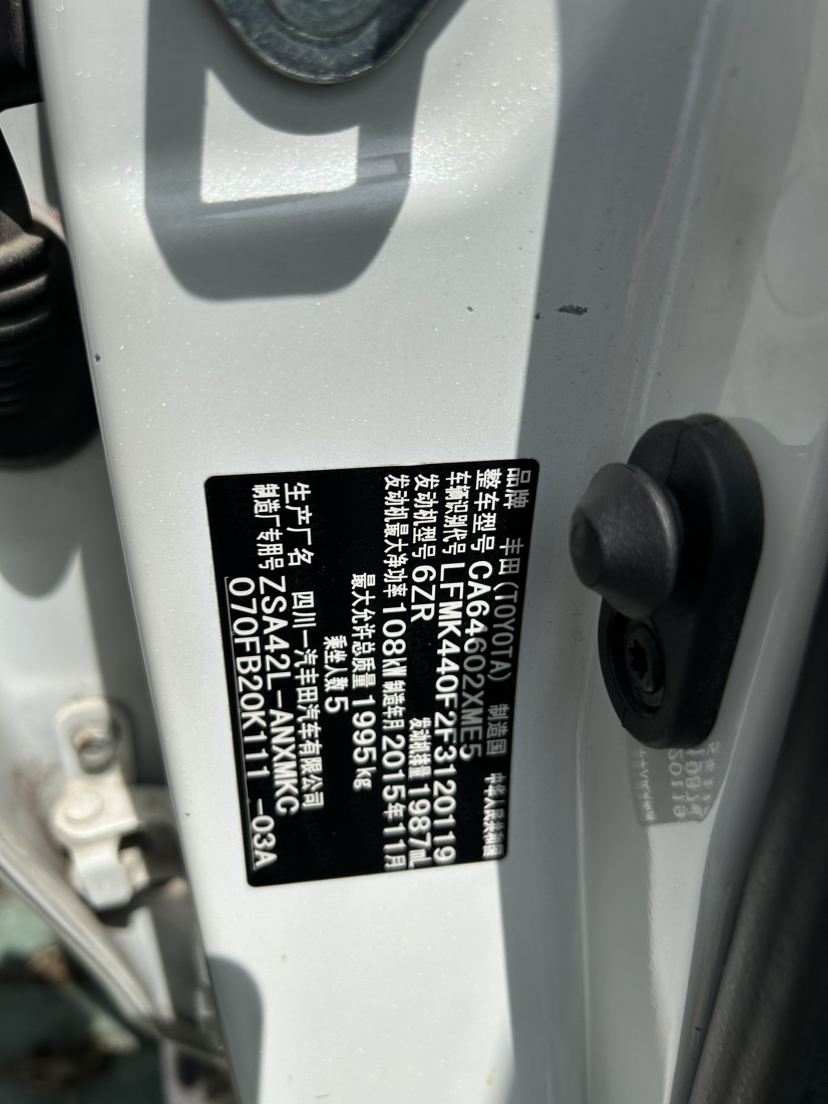 品牌 丰田(TOYOTA) 制造国 中华人民共和国
整车型号 CA64602XME5
车辆识别代号 LFMK440F2F3120119
发动机型号 6ZR 发动机排量 1987mL
发动机最大净功率 108kW 制造年月 2015年11月
最大允许总质量 1995kg
乘坐人数 5
生产厂名 四川一汽丰田汽车有限公司
制造厂专用号 ZSA42L-ANXMKC
070FB20K111 -03A